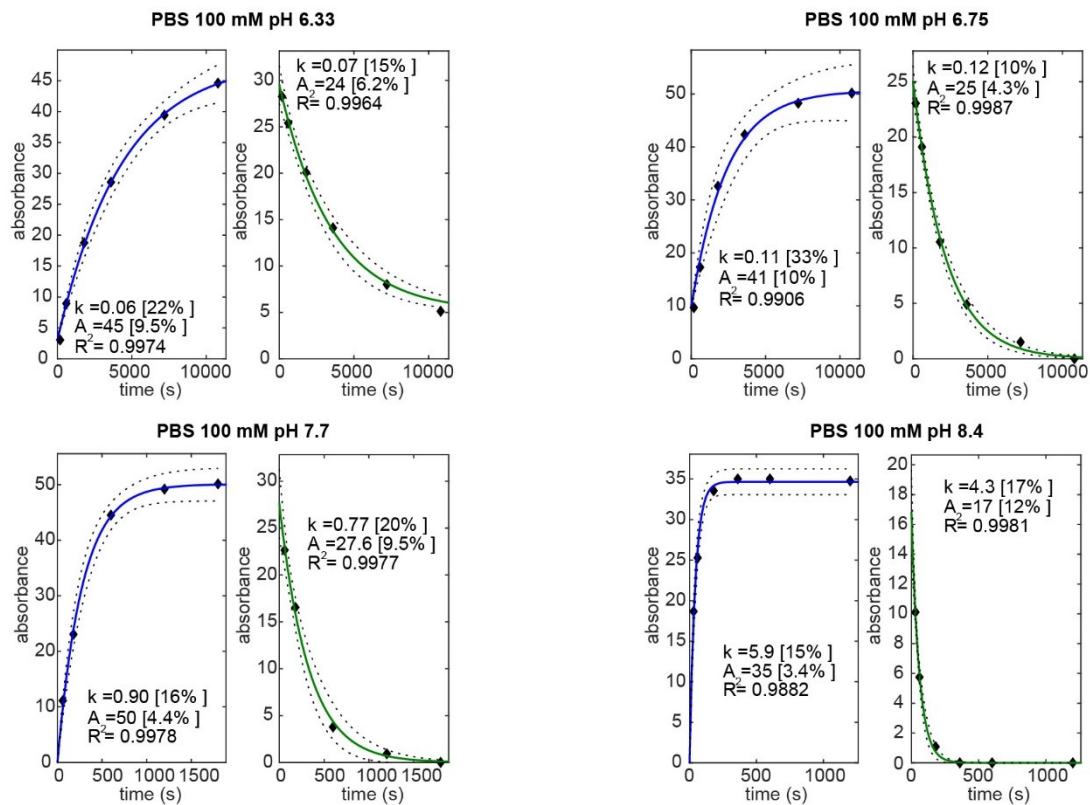 PBS 100 mM pH 6.33
absorbance
45
40
35
30
25
20
15
10
5
0
k =0.06 [22% ]
A =45 [9.5% ]
R²= 0.9974
0 5000 10000
time (s)
absorbance
30
25
20
15
10
5
0
k =0.07 [15% ]
A =24 [6.2% ]
R²= 0.9964
0 5000 10000
time (s)
PBS 100 mM pH 6.75
absorbance
50
40
30
20
10
0
k =0.11 [33% ]
A =41 [10% ]
R²= 0.9906
0 5000 10000
time (s)
absorbance
25
20
15
10
5
0
k =0.12 [10% ]
A =25 [4.3% ]
R²= 0.9987
0 5000 10000
time (s)
PBS 100 mM pH 7.7
absorbance
50
40
30
20
10
0
k =0.90 [16% ]
A =50 [4.4% ]
R²= 0.9978
0 500 1000 1500
time (s)
absorbance
30
25
20
15
10
5
0
k =0.77 [20% ]
A =27.6 [9.5% ]
R²= 0.9977
0 500 1000 1500
time (s)
PBS 100 mM pH 8.4
absorbance
35
30
25
20
15
10
5
0
k =5.9 [15% ]
A =35 [3.4% ]
R²= 0.9882
0 500 1000
time (s)
absorbance
20
18
16
14
12
10
8
6
4
2
0
k =4.3 [17% ]
A =17 [12% ]
R²= 0.9981
0 500 1000
time (s)